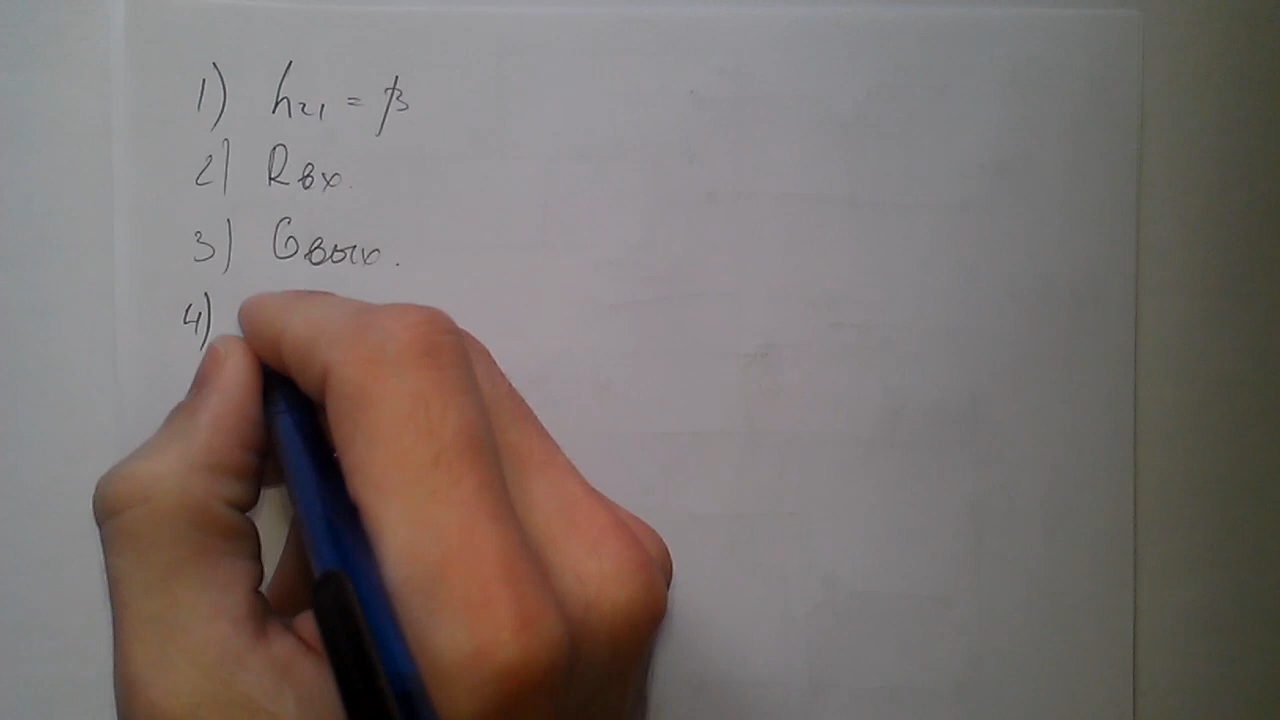 1) h21 = β
2) Rвх.
3) Gвых.
4)